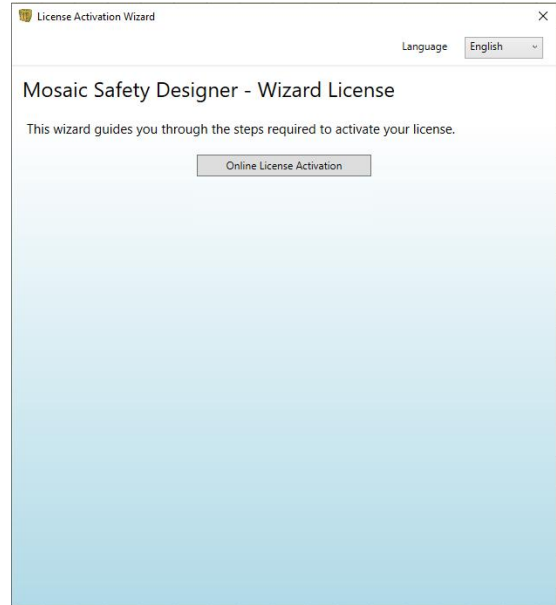 License Activation Wizard
Language English
Mosaic Safety Designer - Wizard License
This wizard guides you through the steps required to activate your license.
Online License Activation